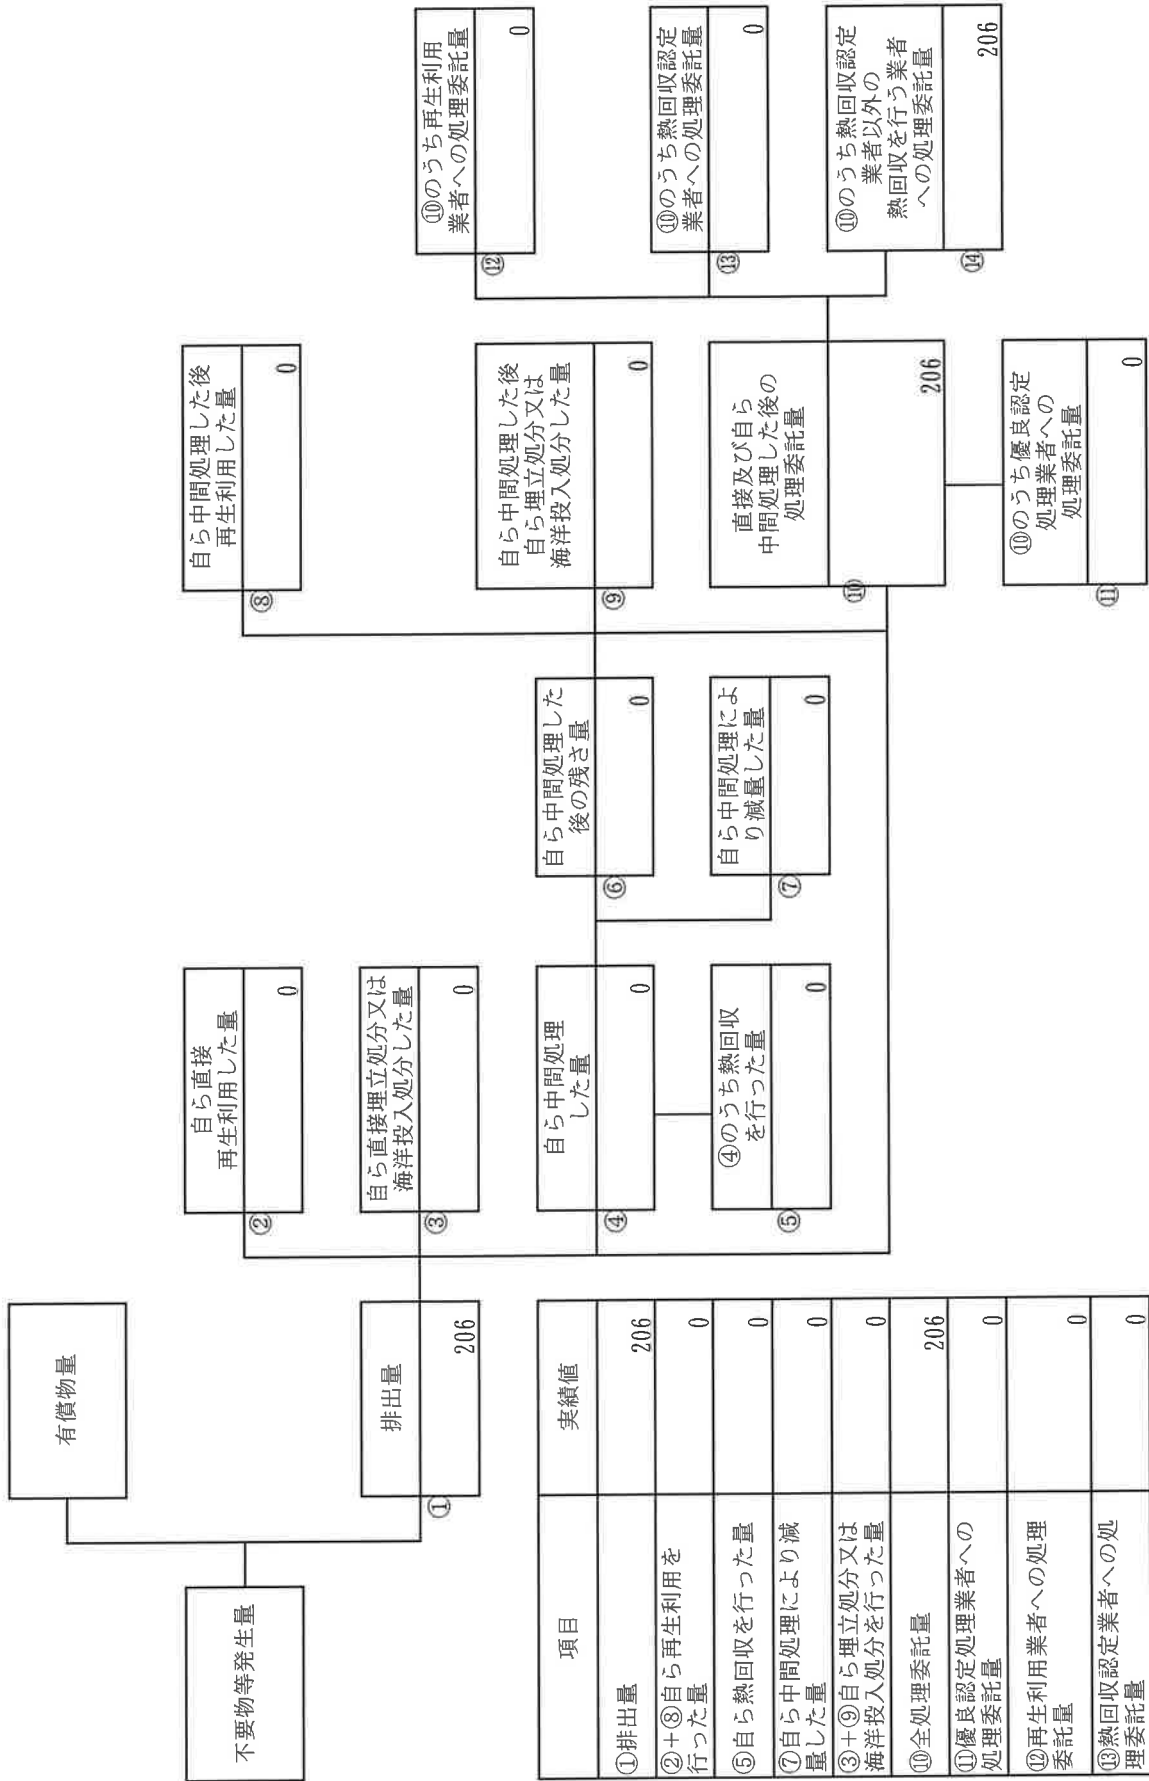 有償物量
不要物等発生量
排出量
①
206
自ら直接
再生利用した量
②
0
自ら直接埋立処分又は
海洋投入処分した量
③
0
自ら中間処理
した量
④
0
④のうち熱回収
を行った量
⑤
0
自ら中間処理した
後の残さ量
⑥
0
自ら中間処理によ
り減量した量
⑦
0
自ら中間処理した後
再生利用した量
⑧
0
自ら中間処理した後
自ら埋立処分又は
海洋投入処分した量
⑨
0
直接及び自ら
中間処理した後の
処理委託量
⑩
206
⑩のうち優良認定
処理業者への
処理委託量
⑪
0
⑩のうち再生利用
業者への処理委託量
⑫
0
⑩のうち熱回収認定
業者への処理委託量
⑬
0
⑩のうち熱回収認定
業者以外の
熱回収を行う業者
への処理委託量
⑭
206
項目 実績値
①排出量 206
②+⑧自ら再生利用を
行った量 0
⑤自ら熱回収を行った量 0
⑦自ら中間処理により減
量した量 0
③+⑨自ら埋立処分又は
海洋投入処分を行った量 0
⑩全処理委託量 206
⑪優良認定処理業者への
処理委託量 0
⑫再生利用業者への処理
委託量 0
⑬熱回収認定業者への処
理委託量 0